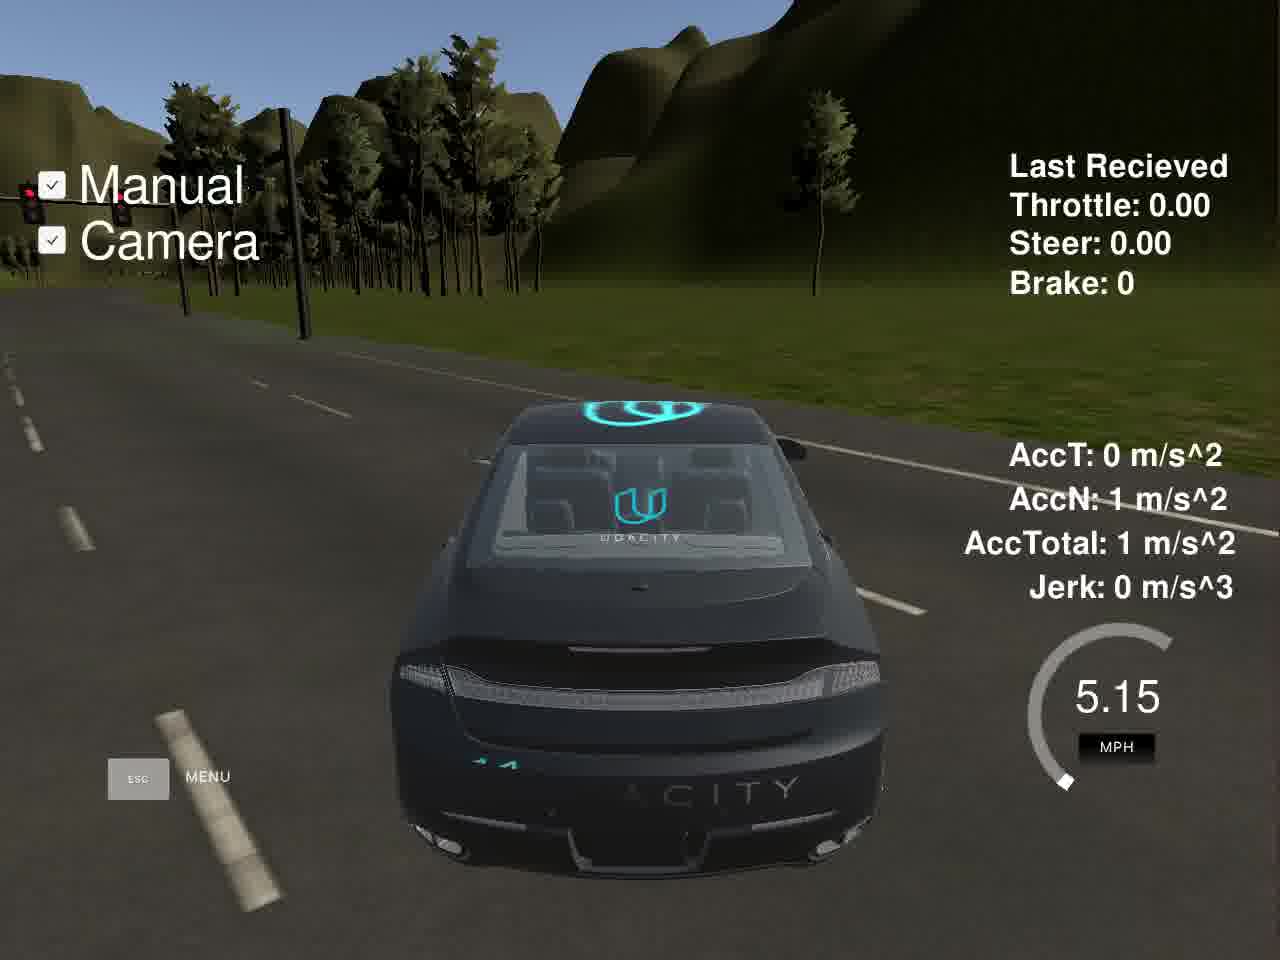 Manual
Camera
Last Recieved
Throttle: 0.00
Steer: 0.00
Brake: 0
AccT: 0 m/s^2
AccN: 1 m/s^2
AccTotal: 1 m/s^2
Jerk: 0 m/s^3
UDACITY
5.15
MPH
ESC MENU
ACITY